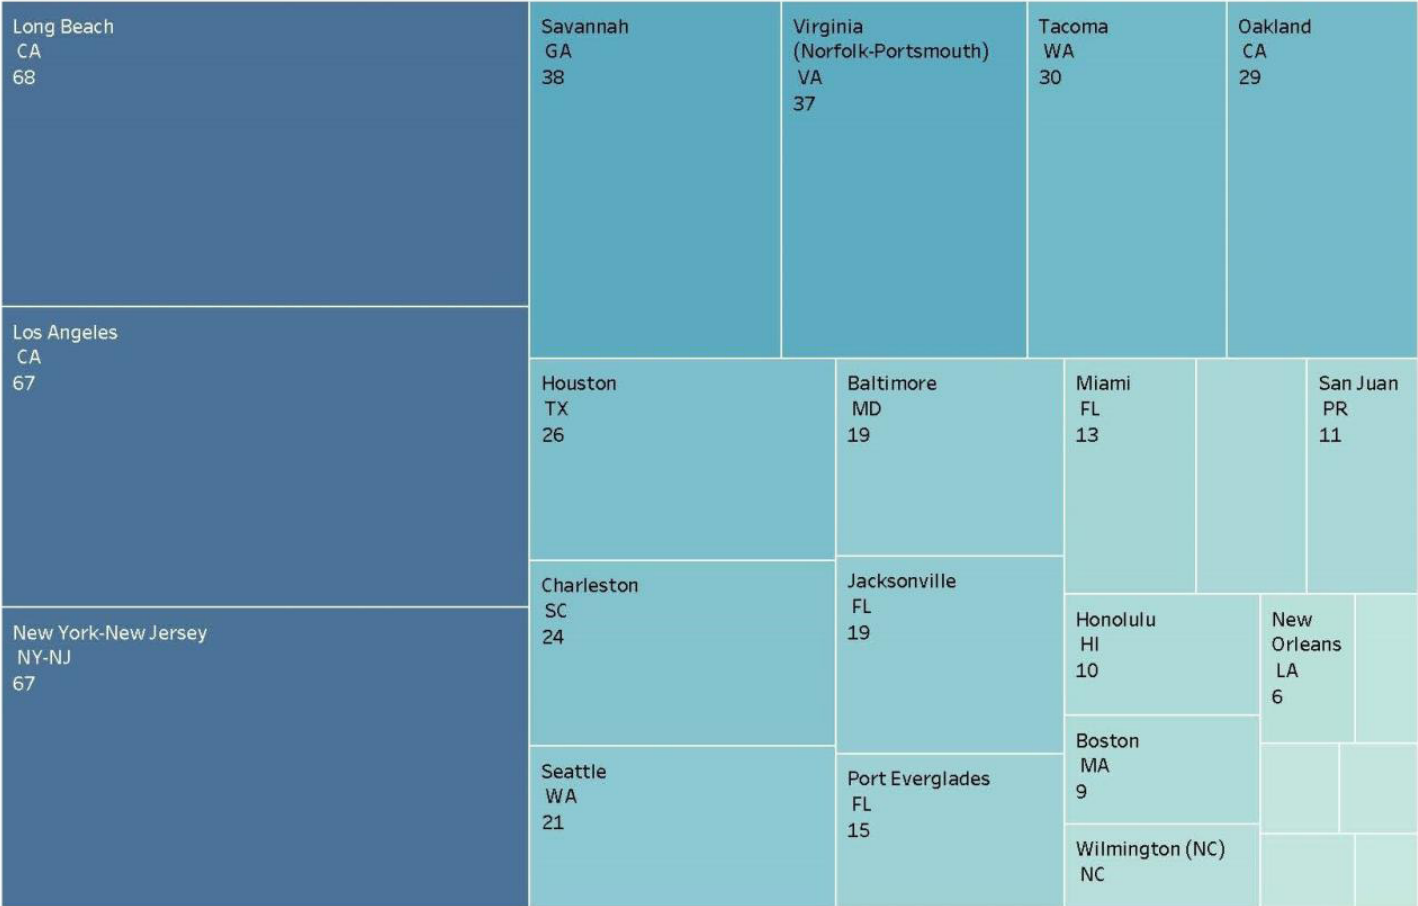 Long Beach
CA
68
Los Angeles
CA
67
New York-New Jersey
NY-NJ
67
Savannah
GA
38
Virginia
(Norfolk-Portsmouth)
VA
37
Tacoma
WA
30
Oakland
CA
29
Houston
TX
26
Charleston
SC
24
Seattle
WA
21
Baltimore
MD
19
Jacksonville
FL
19
Port Everglades
FL
15
Miami
FL
13
San Juan
PR
11
Honolulu
HI
10
Boston
MA
9
Wilmington (NC)
NC
New
Orleans
LA
6